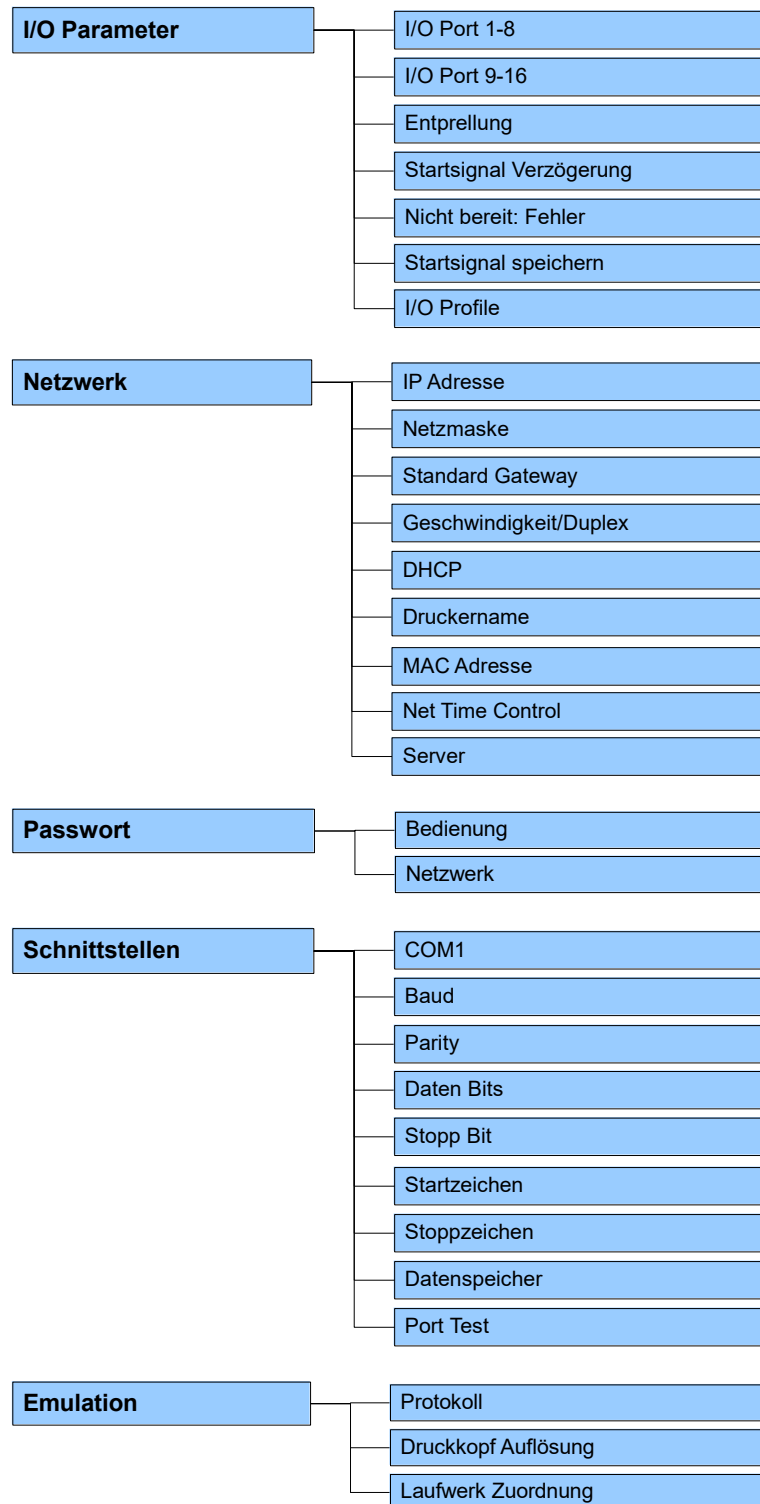 I/O Parameter
I/O Port 1-8
I/O Port 9-16
Entprellung
Startsignal Verzögerung
Nicht bereit: Fehler
Startsignal speichern
I/O Profile
Netzwerk
IP Adresse
Netzmaske
Standard Gateway
Geschwindigkeit/Duplex
DHCP
Druckername
MAC Adresse
Net Time Control
Server
Passwort
Bedienung
Netzwerk
Schnittstellen
COM1
Baud
Parity
Daten Bits
Stopp Bit
Startzeichen
Stoppzeichen
Datenspeicher
Port Test
Emulation
Protokoll
Druckkopf Auflösung
Laufwerk Zuordnung